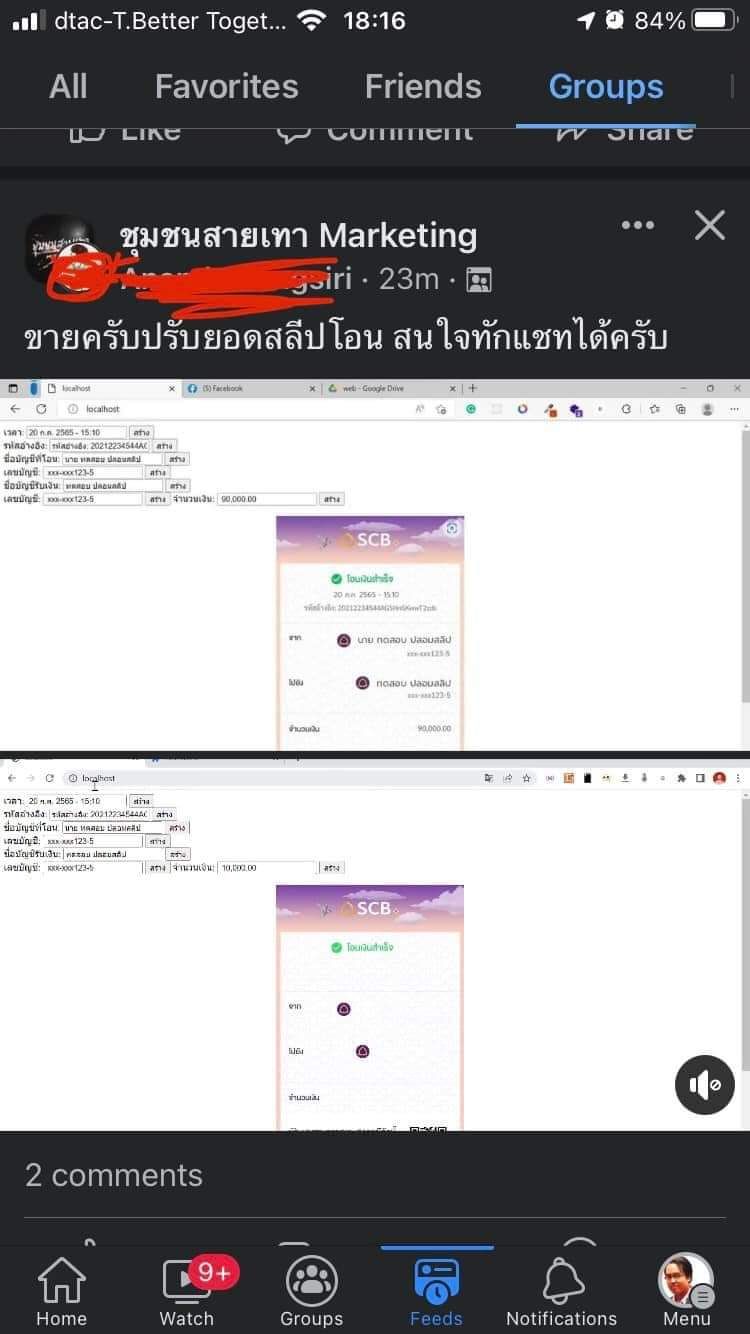 dtac-T.Better Toget... 18:16 84%
All Favorites Friends Groups
Like Comment Share
ชุมชนสายเทา Marketing
siri · 23m ·
ขายครับปรับยอดสลีปโอน สนใจทักแชทได้ครับ
localhost (5) Facebook web - Google Drive
localhost
เวลา: 20 ก.ค. 2565 - 15:10 สร้าง
รหัสอ้างอิง: รหัสอ้างอิง: 20212234544AC สร้าง
ชื่อบัญชีที่โอน: นาย ทดสอบ ปลอมสลิป สร้าง
เลขบัญชี: xxx-xxx123-5 สร้าง
ชื่อบัญชีรับเงิน: ทดสอบ ปลอมสลิป สร้าง
เลขบัญชี: xxx-xxx123-5 สร้าง จำนวนเงิน: 90,000.00 สร้าง
SCB
โอนเงินสำเร็จ
20 ก.ค. 2565 - 15:10
รหัสอ้างอิง:
จาก นาย ทดสอบ ปลอมสลิป
xxx-xxx123-5
ไปยัง ทดสอบ ปลอมสลิป
xxx-xxx123-5
จำนวนเงิน 90,000.00
localhost
เวลา: 20 ก.ค. 2565 - 15:10 สร้าง
รหัสอ้างอิง: รหัสอ้างอิง: 20212234544AC สร้าง
ชื่อบัญชีที่โอน: นาย ทดสอบ ปลอมสลิป สร้าง
เลขบัญชี: xxx-xxx123-5 สร้าง
ชื่อบัญชีรับเงิน: ทดสอบ ปลอมสลิป สร้าง
เลขบัญชี: xxx-xxx123-5 สร้าง จำนวนเงิน: 10,000.00 สร้าง
SCB
โอนเงินสำเร็จ
จาก
ไปยัง
จำนวนเงิน
2 comments
9+
Home Watch Groups Feeds Notifications Menu